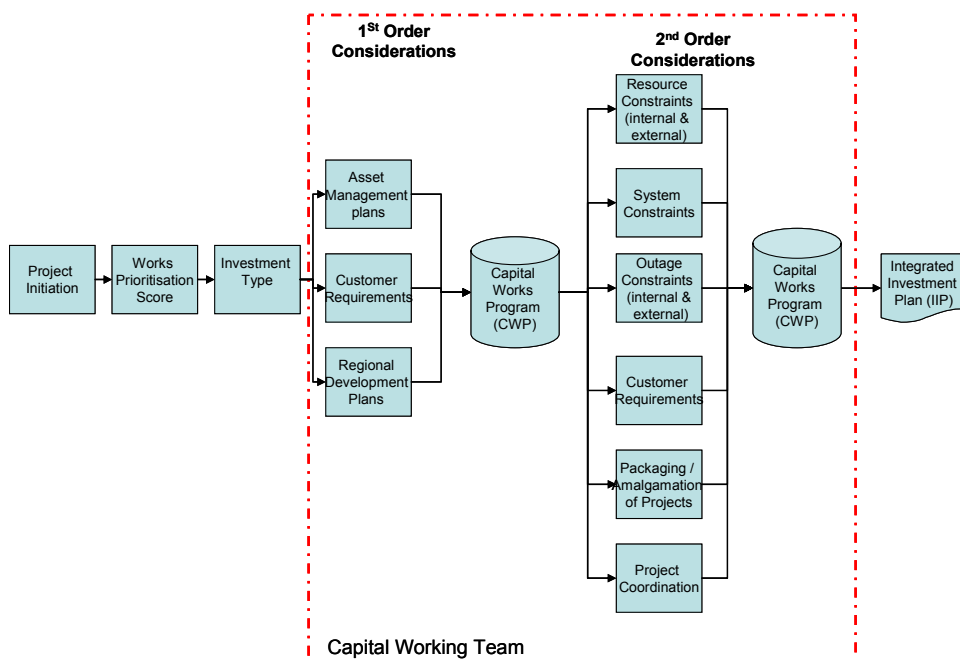 1St Order
Considerations
2nd Order
Considerations
Project
Initiation
Works
Prioritisation
Score
Investment
Type
Asset
Management
plans
Customer
Requirements
Regional
Development
Plans
Capital
Works
Program
(CWP)
Resource
Constraints
(internal &
external)
System
Constraints
Outage
Constraints
(internal &
external)
Customer
Requirements
Packaging /
Amalgamation
of Projects
Project
Coordination
Capital
Works
Program
(CWP)
Integrated
Investment
Plan (IIP)
Capital Working Team